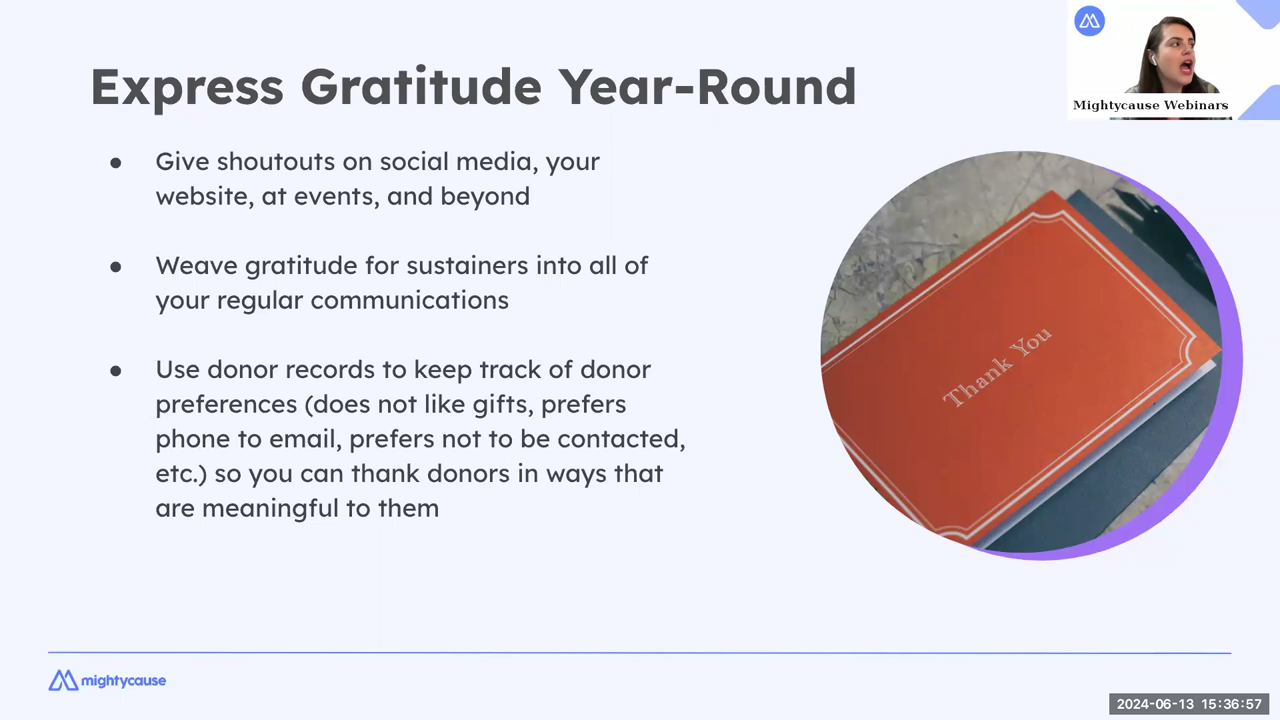 Express Gratitude Year-Round
Mightycause Webinars
● Give shoutouts on social media, your
website, at events, and beyond
● Weave gratitude for sustainers into all of
your regular communications
● Use donor records to keep track of donor
preferences (does not like gifts, prefers
phone to email, prefers not to be contacted,
etc.) so you can thank donors in ways that
are meaningful to them
Thank You
mightycause
2024-06-13 15:36:57